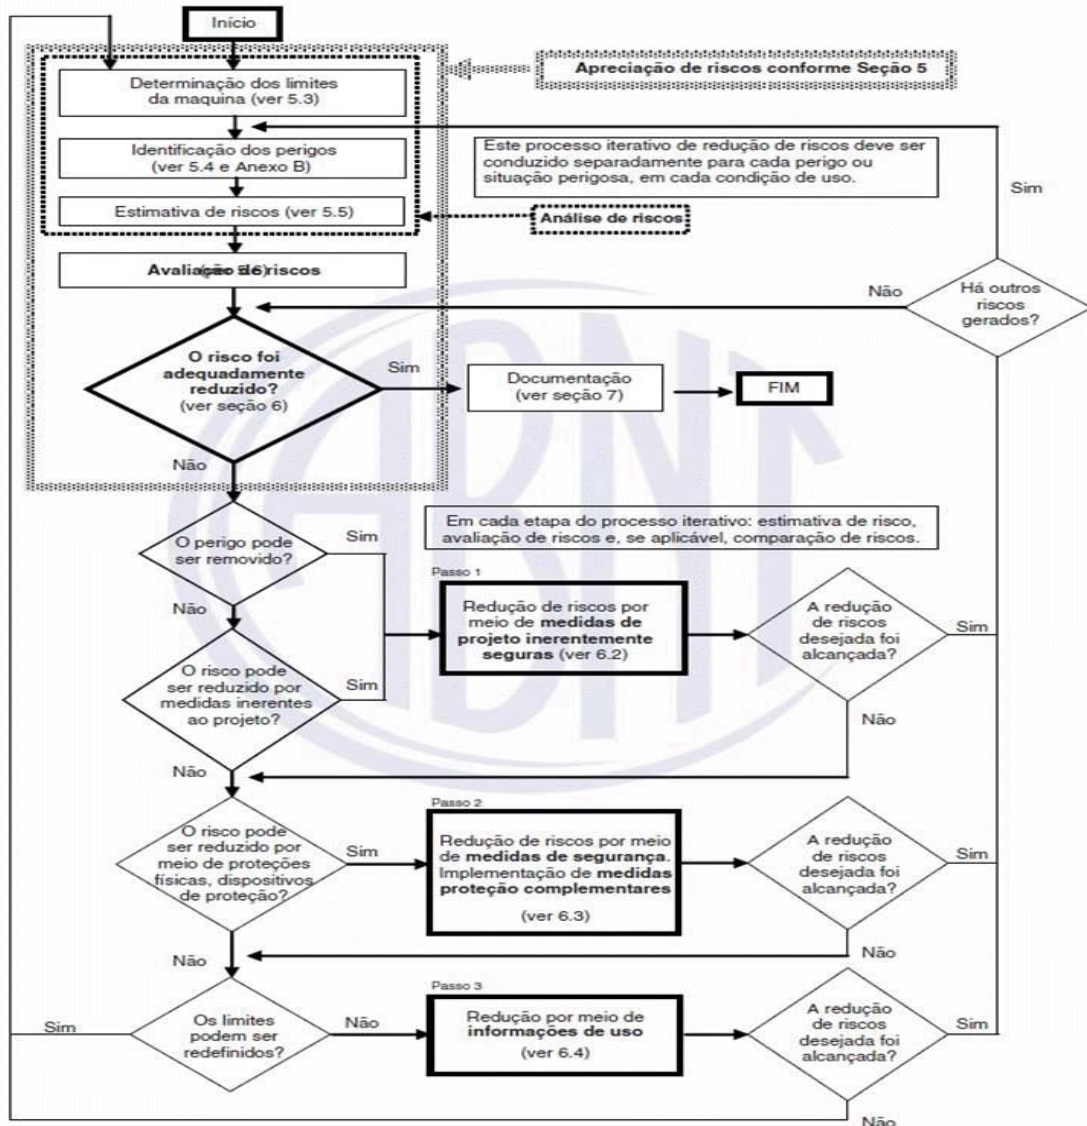 Início
Apreciação de riscos conforme Seção 5
Determinação dos limites
da maquina (ver 5.3)
Identificação dos perigos
(ver 5.4 e Anexo B)
Este processo iterativo de redução de riscos deve ser
conduzido separadamente para cada perigo ou
situação perigosa, em cada condição de uso.
Sim
Estimativa de riscos (ver 5.5)
Análise de riscos
Avaliação de riscos
(ver 5.6)
Não
Há outros
riscos
gerados?
O risco foi
adequadamente
reduzido?
(ver seção 6)
Sim
Documentação
(ver seção 7)
FIM
Não
O perigo pode
ser removido?
Sim
Em cada etapa do processo iterativo: estimativa de risco,
avaliação de riscos e, se aplicável, comparação de riscos.
Não
Passo 1
Redução de riscos por
meio de medidas de
projeto inerentemente
seguras (ver 6.2)
A redução
de riscos
desejada foi
alcançada?
Sim
O risco pode
ser reduzido por
medidas inerentes
ao projeto?
Sim
Não
Não
Passo 2
O risco pode
ser reduzido por
meio de proteções
físicas, dispositivos
de proteção?
Sim
Redução de riscos por meio
de medidas de segurança.
Implementação de medidas
proteção complementares
(ver 6.3)
A redução
de riscos
desejada foi
alcançada?
Sim
Não
Não
Passo 3
Sim
Os limites
podem ser
redefinidos?
Não
Redução por meio de
informações de uso
(ver 6.4)
A redução
de riscos
desejada foi
alcançada?
Sim
Não
ABNT